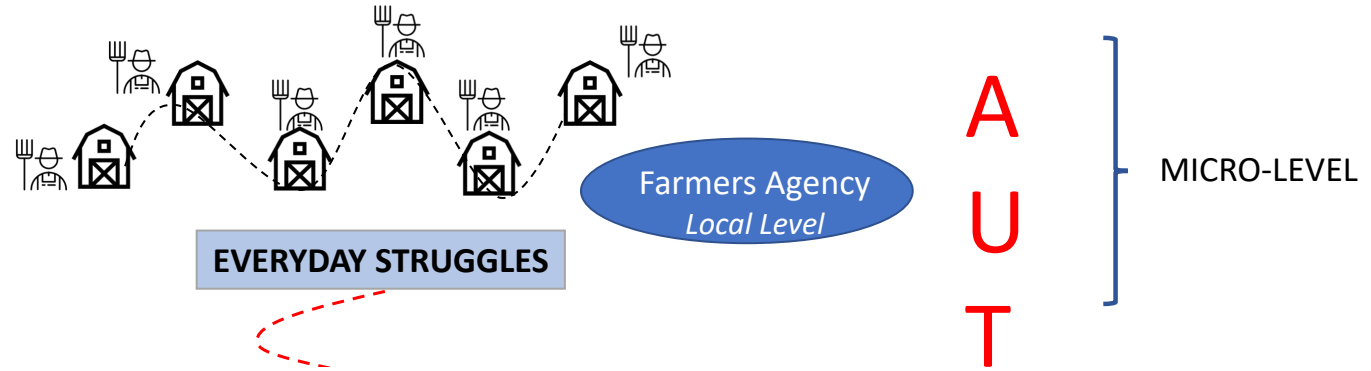 A
MICRO-LEVEL
Farmers Agency
Local Level
U
EVERYDAY STRUGGLES
T